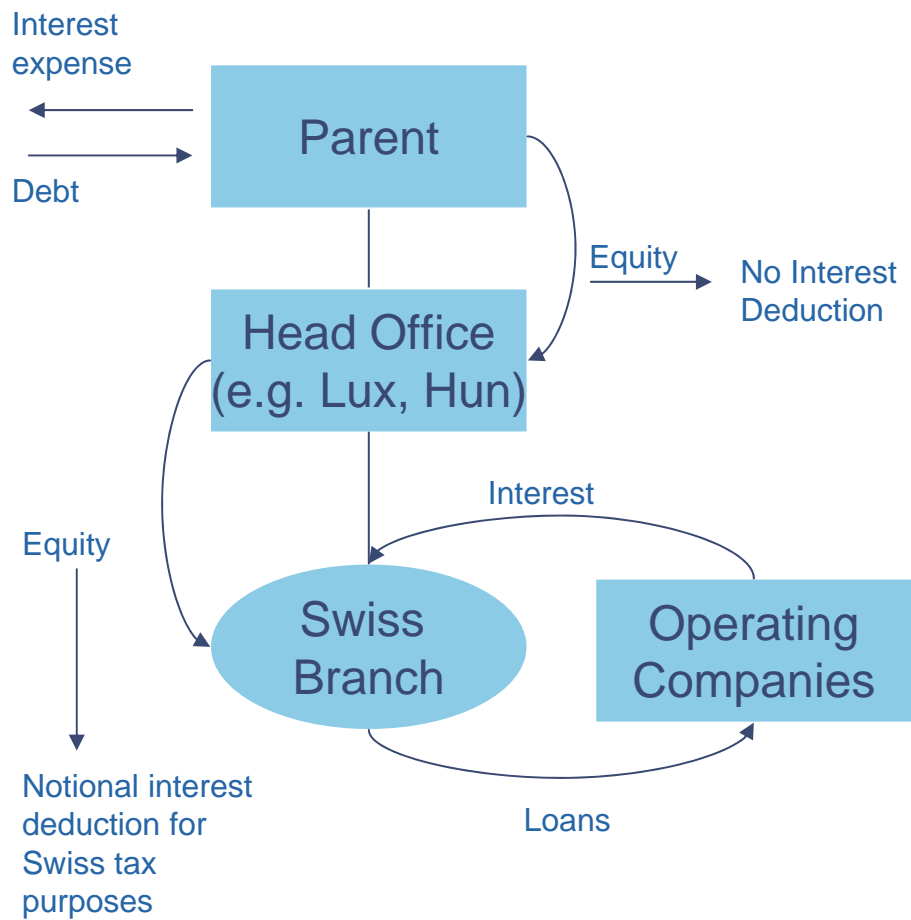 Interest
expense
Parent
Debt
Equity
No Interest
Deduction
Head Office
(e.g. Lux, Hun)
Interest
Equity
Swiss
Branch
Operating
Companies
Notional interest
deduction for
Swiss tax
purposes
Loans